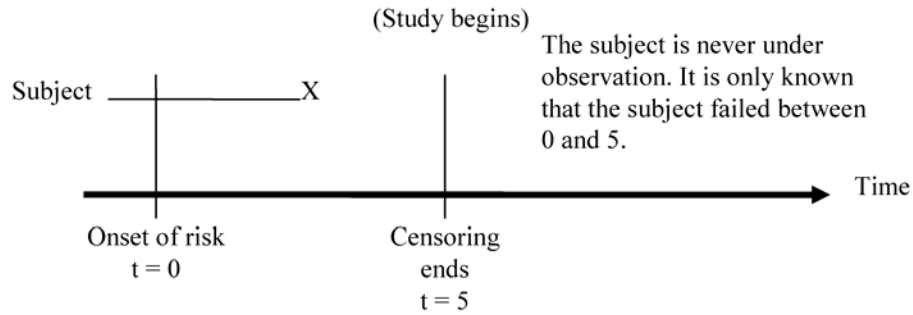 (Study begins)
The subject is never under
observation. It is only known
that the subject failed between
0 and 5.
Subject
X
Time
Onset of risk
t = 0
Censoring
ends
t = 5